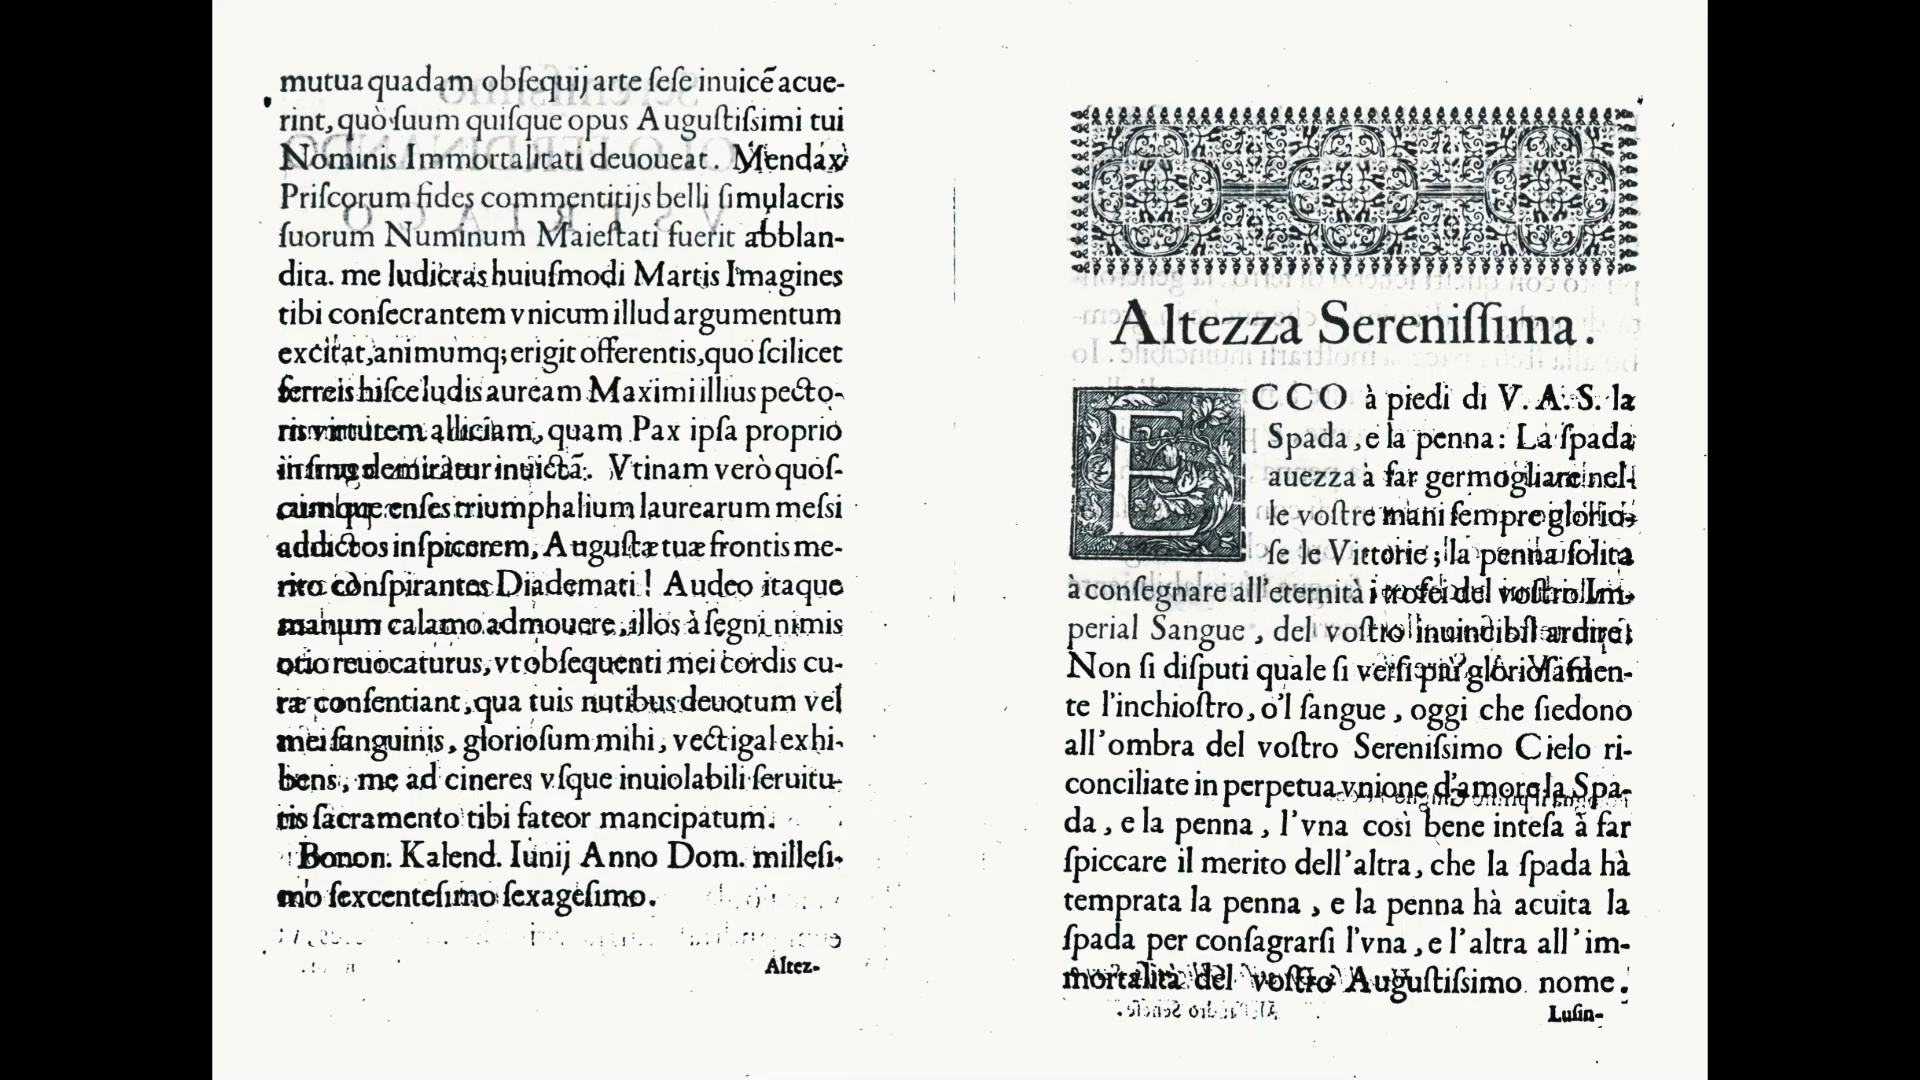 mutua quadam obſequij arte ſeſe inuicẽ acue-
rint, quò ſuum quiſque opus Auguſtiſsimi tui
Nominis Immortalitati deuoueat. Mendax
Priſcorum fides commentitijs belli ſimulacris
ſuorum Numinum Maieſtati fuerit abblan-
dita. me ludicras huiuſmodi Martis Imagines
tibi conſecrantem vnicum illud argumentum
excitat, animumq; erigit offerentis, quo ſcilicet
ferreis hiſce ludis auream Maximi illius pecto-
ris virtutem alliciam, quam Pax ipſa proprio
in ſinu demiratur inuictã. Vtinam verò quoſ-
cumque enſes triumphalium laurearum meſsi
addictos inſpicerem, Auguſtæ tuæ frontis me-
rito conſpirantes Diademati! Audeo itaque
manum calamo admouere, illos à ſegni nimis
otio reuocaturus, vt obſequenti mei cordis cu-
ræ conſentiant, qua tuis nutibus deuotum vel
mei ſanguinis, glorioſum mihi, vectigal exhi-
bens, me ad cineres vſque inuiolabili ſeruitu-
tis ſacramento tibi fateor mancipatum.
Bonon. Kalend. Iunij Anno Dom. milleſi-
mo ſexcenteſimo ſexageſimo.
Altez-
Altezza Sereniſſima.
ECCO à piedi di V. A. S. la
Spada, e la penna: La ſpada
auezza à far germogliare nel-
le voſtre mani ſempre glorio-
ſe le Vittorie; la penna ſolita
à conſegnare all'eternità i trofei del voſtro Im-
perial Sangue, del voſtro inuincibil ardire:
Non ſi diſputi quale ſi verſi più glorioſamen-
te l'inchioſtro, ò'l ſangue, oggi che ſiedono
all'ombra del voſtro Sereniſsimo Cielo ri-
conciliate in perpetua vnione d'amore la Spa-
da, e la penna, l'vna così bene inteſa à far
ſpiccare il merito dell'altra, che la ſpada hà
temprata la penna, e la penna hà acuita la
ſpada per conſagrarſi l'vna, e l'altra all'im-
mortalità del voſtro Auguſtiſsimo nome.
Luſin-